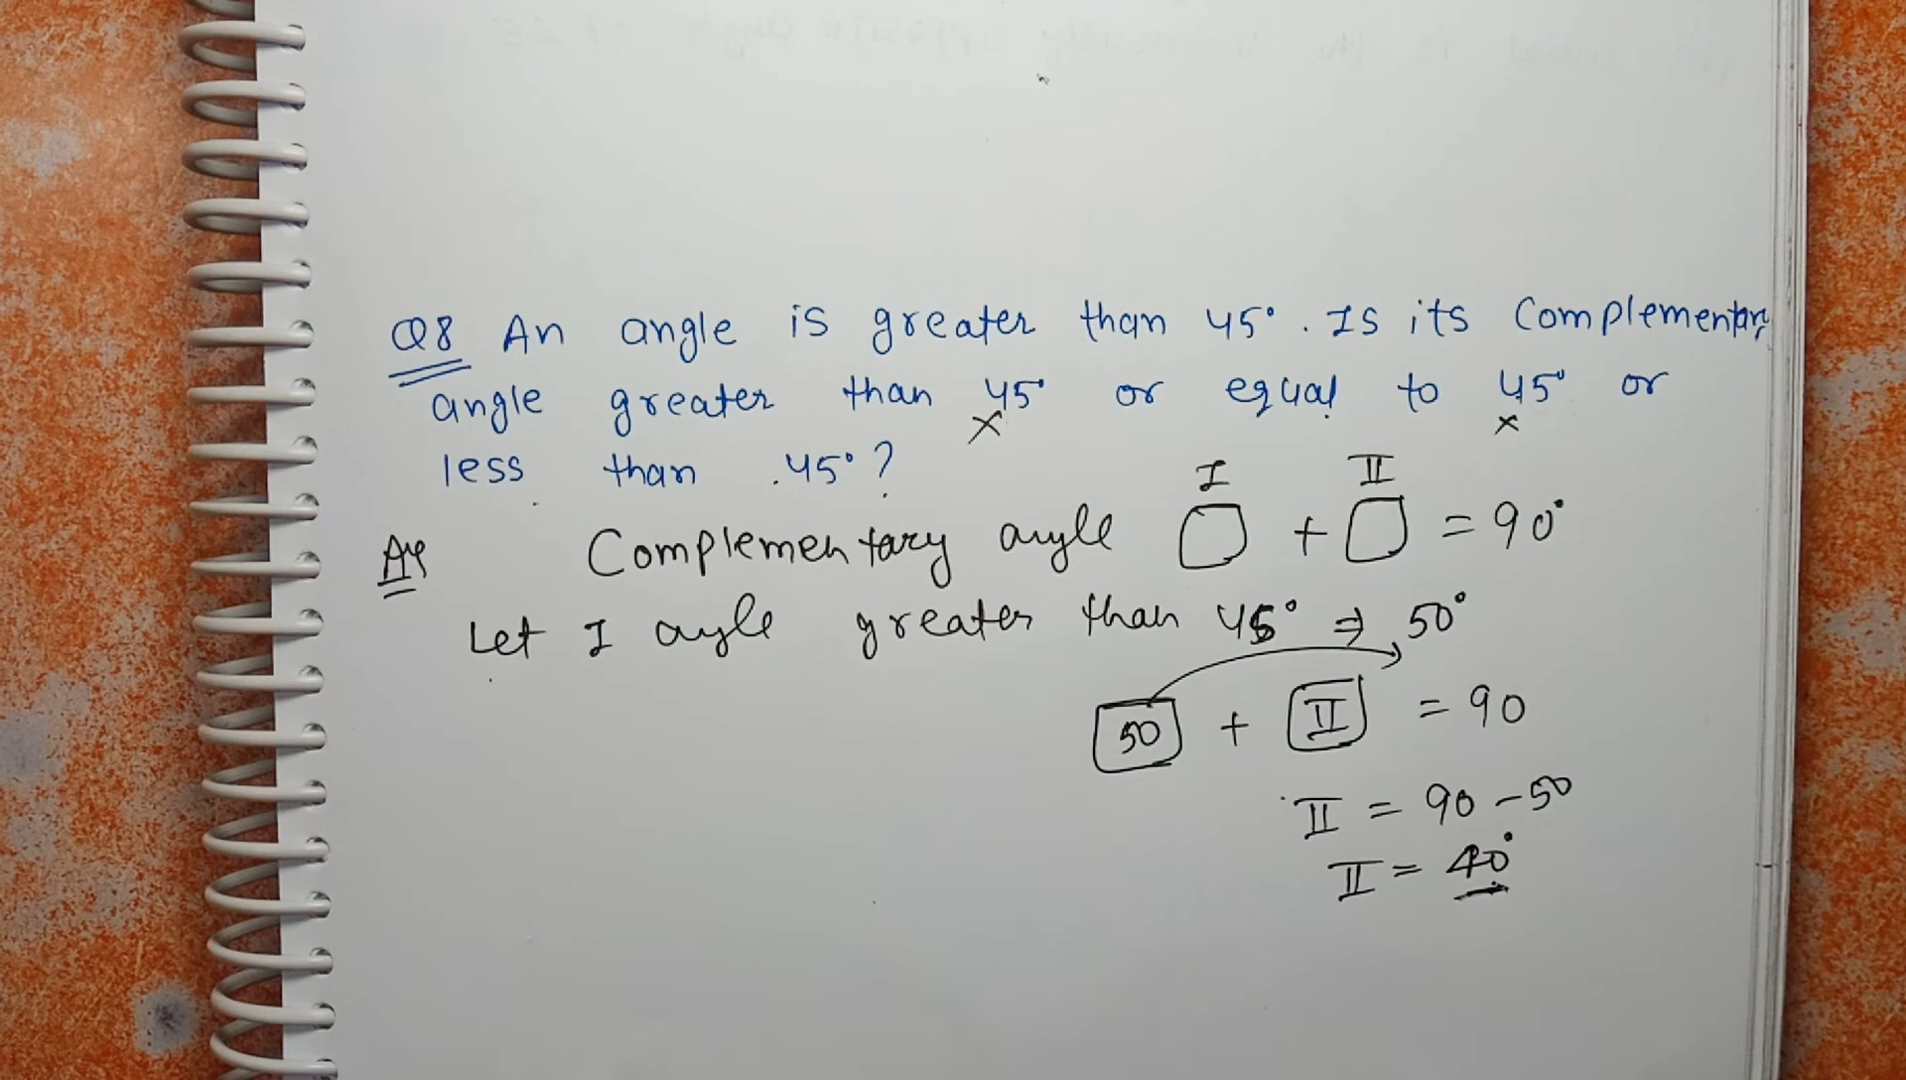 Q8 An angle is greater than 45°. Is its Complementary
angle greater than 45° or equal to 45° or
less than 45°?
I II
Complementary angle + = 90°
Let I angle greater than 45° ⇒ 50°
50 + II = 90
II = 90 - 50
II = 40°